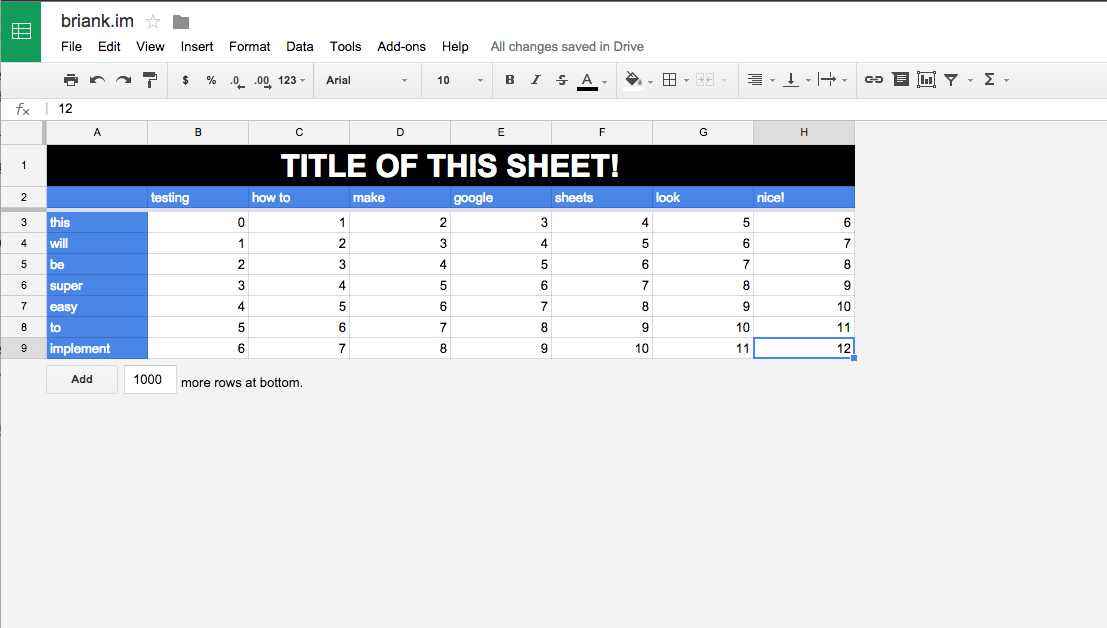 briank.im
File Edit View Insert Format Data Tools Add-ons Help All changes saved in Drive
$ % .0 .00 123 Arial 10 B I S A Σ
fx 12
A B C D E F G H
1 TITLE OF THIS SHEET!
2 testing how to make google sheets look nice!
3 this 0 1 2 3 4 5 6
4 will 1 2 3 4 5 6 7
5 be 2 3 4 5 6 7 8
6 super 3 4 5 6 7 8 9
7 easy 4 5 6 7 8 9 10
8 to 5 6 7 8 9 10 11
9 implement 6 7 8 9 10 11 12
Add 1000 more rows at bottom.